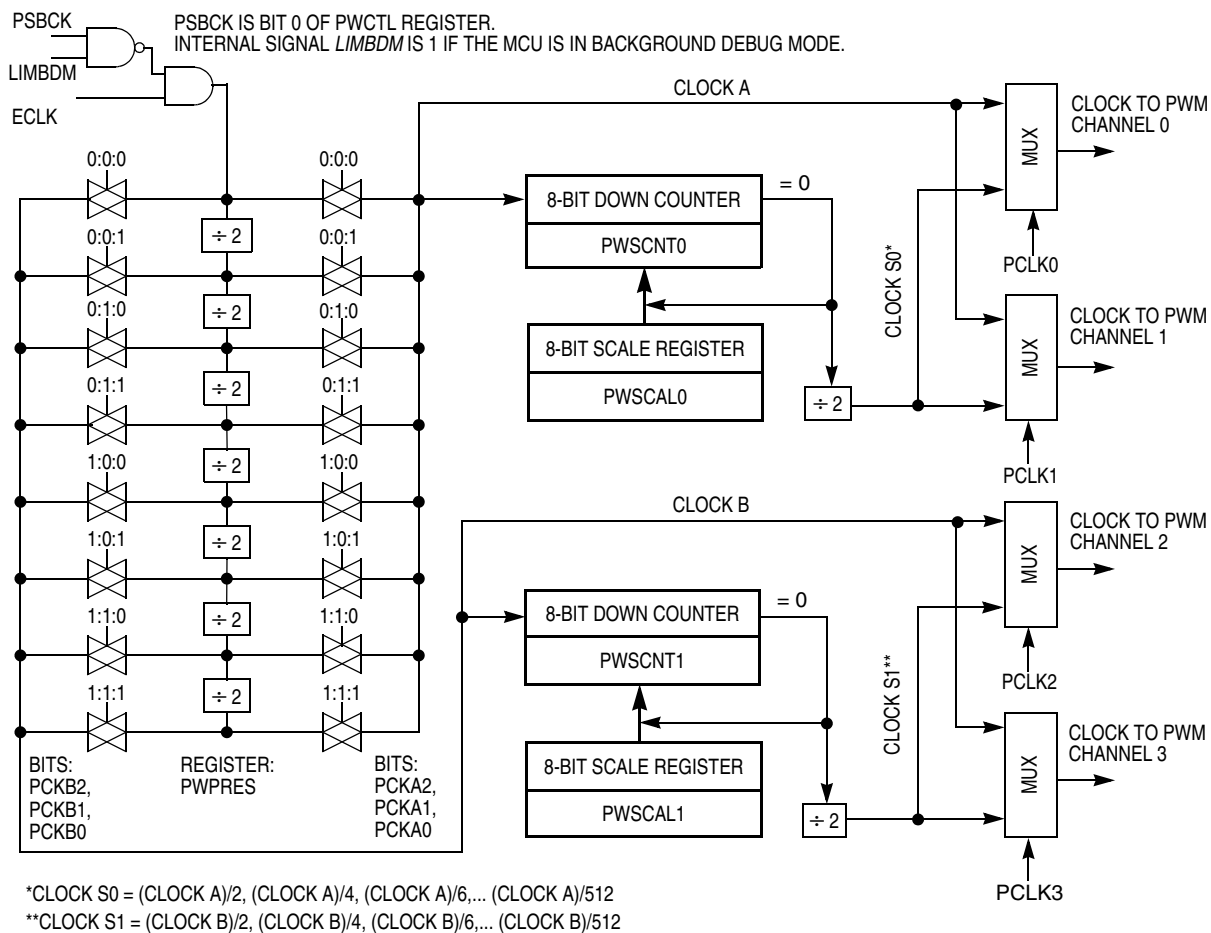 PSBCK
PSBCK IS BIT 0 OF PWCTL REGISTER.
INTERNAL SIGNAL LIMBDM IS 1 IF THE MCU IS IN BACKGROUND DEBUG MODE.
LIMBDM
ECLK
CLOCK A
CLOCK TO PWM
CHANNEL 0
MUX
PCLK0
0:0:0
0:0:0
÷ 2
0:0:1
0:0:1
÷ 2
0:1:0
0:1:0
÷ 2
0:1:1
0:1:1
÷ 2
1:0:0
1:0:0
÷ 2
1:0:1
1:0:1
÷ 2
1:1:0
1:1:0
÷ 2
1:1:1
1:1:1
BITS:
PCKB2,
PCKB1,
PCKB0
REGISTER:
PWPRES
BITS:
PCKA2,
PCKA1,
PCKA0
8-BIT DOWN COUNTER
= 0
PWSCNT0
8-BIT SCALE REGISTER
PWSCAL0
÷ 2
CLOCK S0*
CLOCK TO PWM
CHANNEL 1
MUX
PCLK1
CLOCK B
CLOCK TO PWM
CHANNEL 2
MUX
PCLK2
8-BIT DOWN COUNTER
= 0
PWSCNT1
8-BIT SCALE REGISTER
PWSCAL1
÷ 2
CLOCK S1**
CLOCK TO PWM
CHANNEL 3
MUX
PCLK3
*CLOCK S0 = (CLOCK A)/2, (CLOCK A)/4, (CLOCK A)/6,... (CLOCK A)/512
**CLOCK S1 = (CLOCK B)/2, (CLOCK B)/4, (CLOCK B)/6,... (CLOCK B)/512